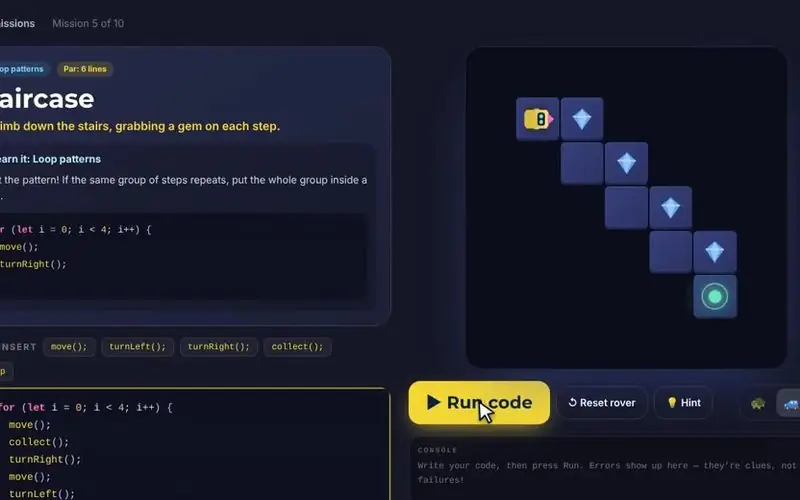 issions Mission 5 of 10
op patterns Par: 6 lines
aircase
imb down the stairs, grabbing a gem on each step.
earn it: Loop patterns
t the pattern! If the same group of steps repeats, put the whole group inside a
.
r (let i = 0; i < 4; i++) {
move();
turnRight();
NSERT move(); turnLeft(); turnRight(); collect();
p
for (let i = 0; i < 4; i++) {
move();
collect();
turnRight();
move();
turnLeft();
▶ Run code
↺ Reset rover
💡 Hint
CONSOLE
Write your code, then press Run. Errors show up here — they're clues, not
failures!